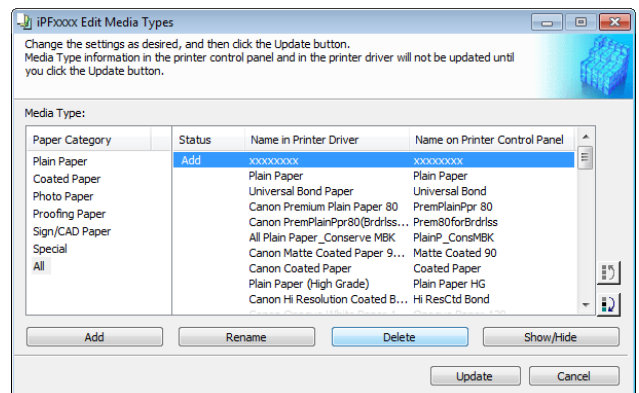 iPFxxxx Edit Media Types
Change the settings as desired, and then click the Update button.
Media Type information in the printer control panel and in the printer driver will not be updated until
you click the Update button.
Media Type:
Paper Category
Plain Paper
Coated Paper
Photo Paper
Proofing Paper
Sign/CAD Paper
Special
All
Status Name in Printer Driver Name on Printer Control Panel
Add xxxxxxxx xxxxxxxx
Plain Paper Plain Paper
Universal Bond Paper Universal Bond
Canon Premium Plain Paper 80 PremPlainPpr 80
Canon PremPlainPpr80(Brdrlss... Prem80forBrdrlss
All Plain Paper_Conserve MBK PlainP_ConsMBK
Canon Matte Coated Paper 9... Matte Coated 90
Canon Coated Paper Coated Paper
Plain Paper (High Grade) Plain Paper HG
Canon Hi Resolution Coated B... Hi ResCtd Bond
Add Rename Delete Show/Hide
Update Cancel